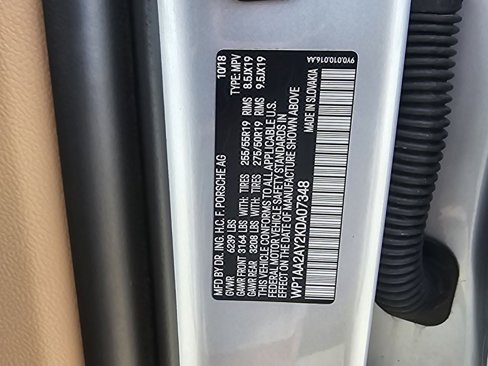 MFD BY DR. ING. H.C. F. PORSCHE AG 10/18
GVWR 6239 LBS TYPE: MPV
GAWR FRONT 3164 LBS WITH TIRES 255/55R19 RIMS 8.5JX19
GAWR REAR 3208 LBS WITH TIRES 275/50R19 RIMS 9.5JX19
THIS VEHICLE CONFORMS TO ALL APPLICABLE U.S.
FEDERAL MOTOR VEHICLE SAFETY STANDARDS IN
EFFECT ON THE DATE OF MANUFACTURE SHOWN ABOVE
WP1AA2AY2KDA07348 MADE IN SLOVAKIA
9Y0.010.016.AA